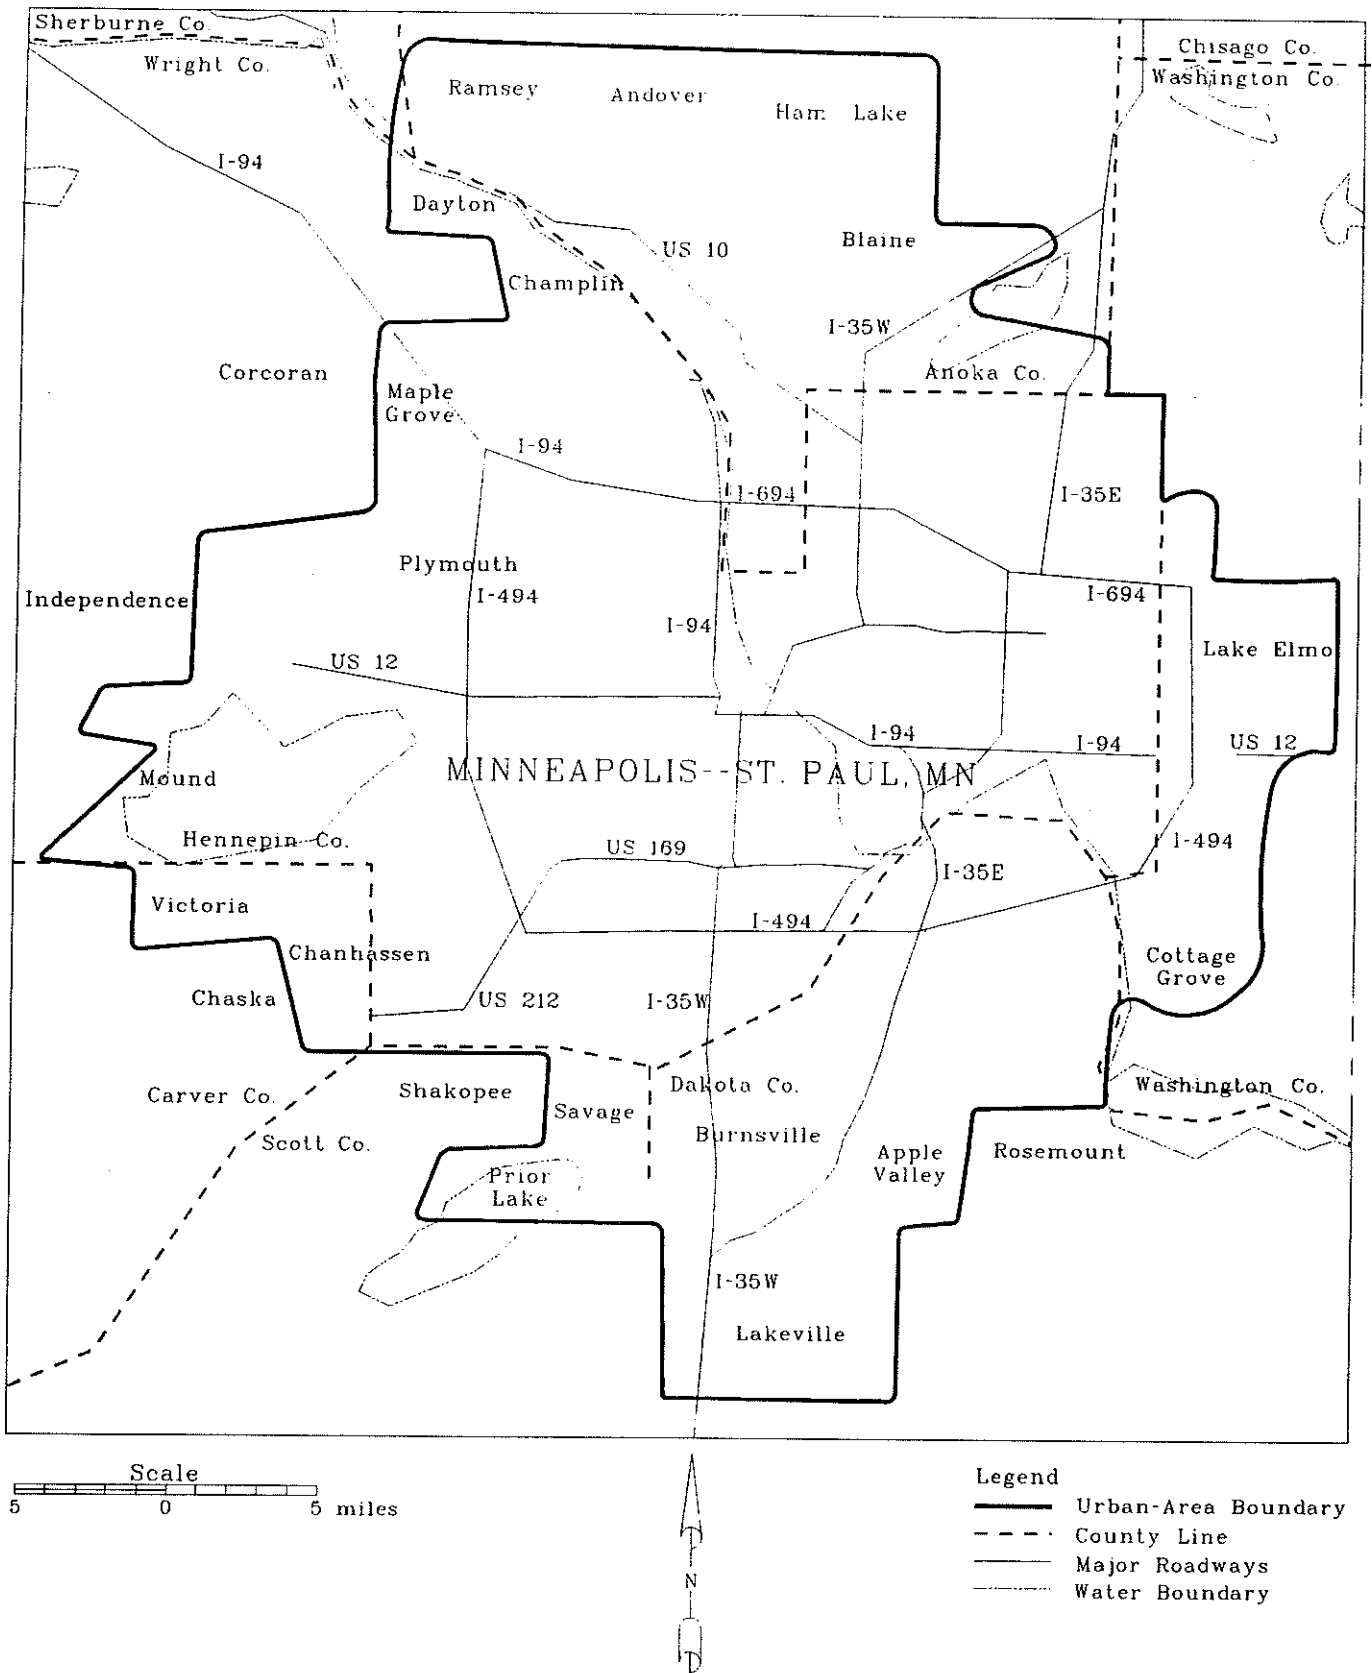 Sherburne Co.
Wright Co.
Chisago Co.
Washington Co.
Ramsey
Andover
Ham Lake
I-94
Dayton
US 10
Blaine
Champlin
I-35W
Corcoran
Maple
Grove
Anoka Co.
I-94
I-694
I-35E
Plymouth
I-494
Independence
I-94
I-694
US 12
Lake Elmo
I-94
I-94
US 12
MINNEAPOLIS--ST. PAUL, MN
Mound
Hennepin Co.
US 169
I-35E
I-494
Victoria
I-494
Chanhassen
Cottage
Grove
Chaska
US 212
I-35W
Carver Co.
Shakopee
Savage
Dakota Co.
Washington Co.
Scott Co.
Burnsville
Apple
Valley
Rosemount
Prior
Lake
I-35W
Lakeville
Scale
5 0 5 miles
N
Legend
Urban-Area Boundary
County Line
Major Roadways
Water Boundary